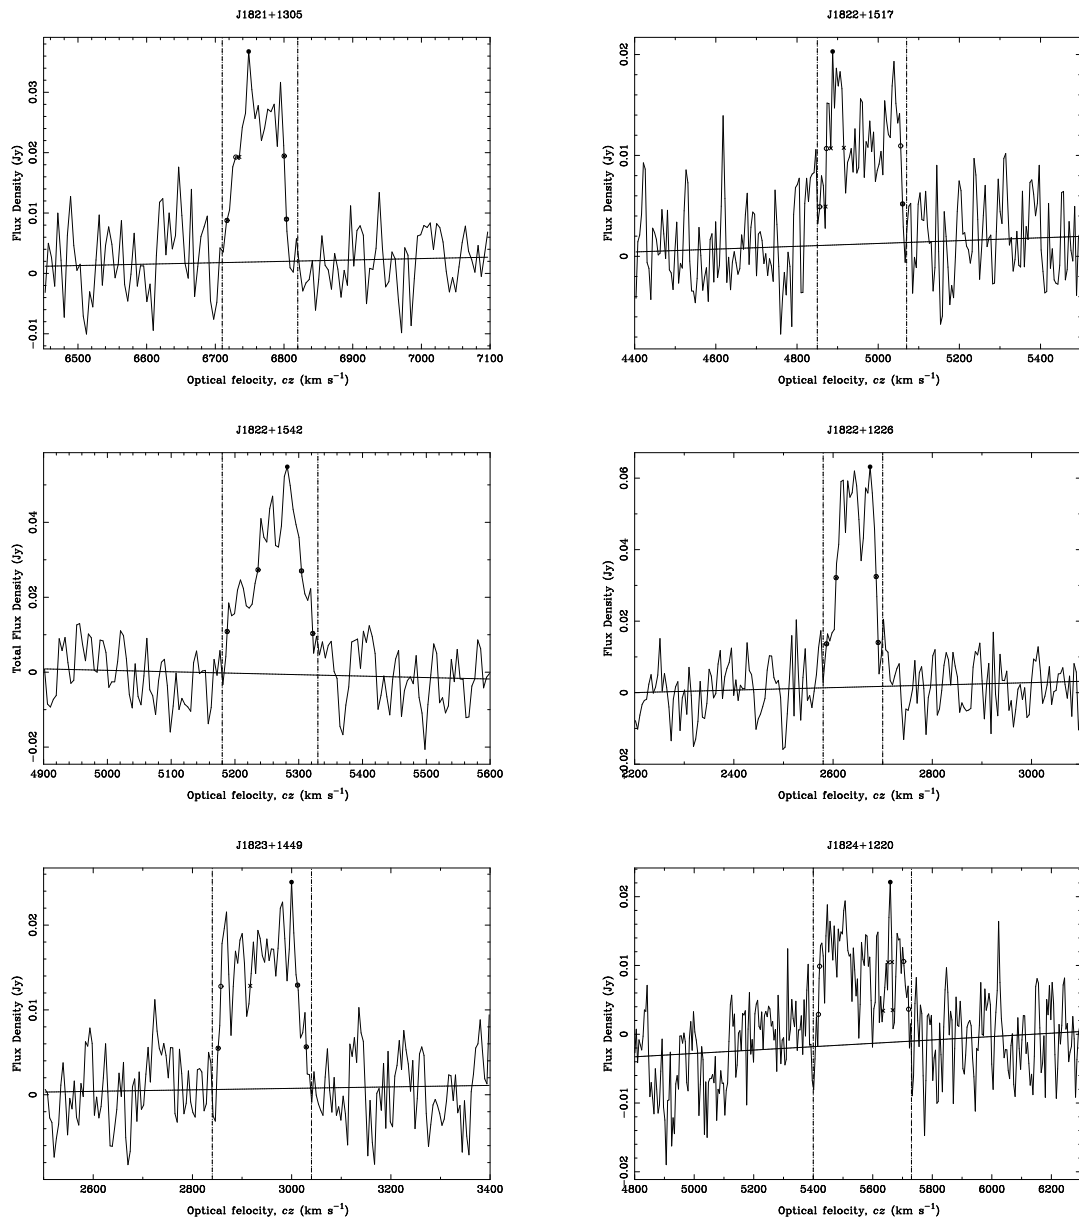 J1821+1305
J1822+1517
Flux Density (Jy)
−0.01 0 0.01 0.02 0.03
6500 6600 6700 6800 6900 7000 7100
Optical felocity, cz (km s⁻¹)
Flux Density (Jy)
0 0.01 0.02
4400 4600 4800 5000 5200 5400
Optical felocity, cz (km s⁻¹)
J1822+1542
J1822+1226
Total Flux Density (Jy)
−0.02 0 0.02 0.04
4900 5000 5100 5200 5300 5400 5500 5600
Optical felocity, cz (km s⁻¹)
Flux Density (Jy)
0 0.02 0.04 0.06
2200 2400 2600 2800 3000
Optical felocity, cz (km s⁻¹)
J1823+1449
J1824+1220
Flux Density (Jy)
0 0.01 0.02
2600 2800 3000 3200 3400
Optical felocity, cz (km s⁻¹)
Flux Density (Jy)
−0.01 0 0.01 0.02
4800 5000 5200 5400 5600 5800 6000 6200
Optical felocity, cz (km s⁻¹)